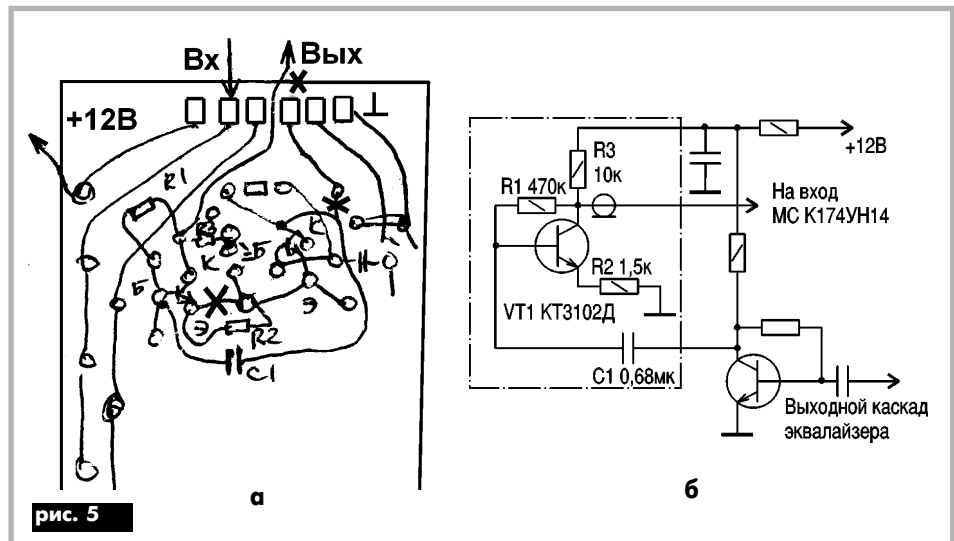 Вх
Вых
+12В
R1
К
Б
К
Б
Б
К
Э
Э
R2
C1
а
рис. 5
+12В
R3
10к
R1 470к
На вход
МС К174УН14
R2 1,5к
VT1 КТ3102Д
C1 0,68мк
Выходной каскад
эквалайзера
б